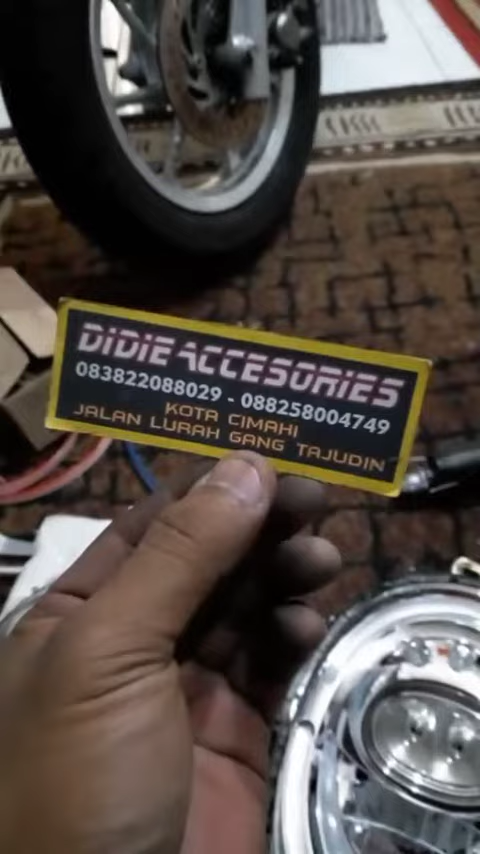 DIDIE ACCESORIES
083822088029 - 088258004749
KOTA CIMAHI
JALAN LURAH GANG TAJUDIN